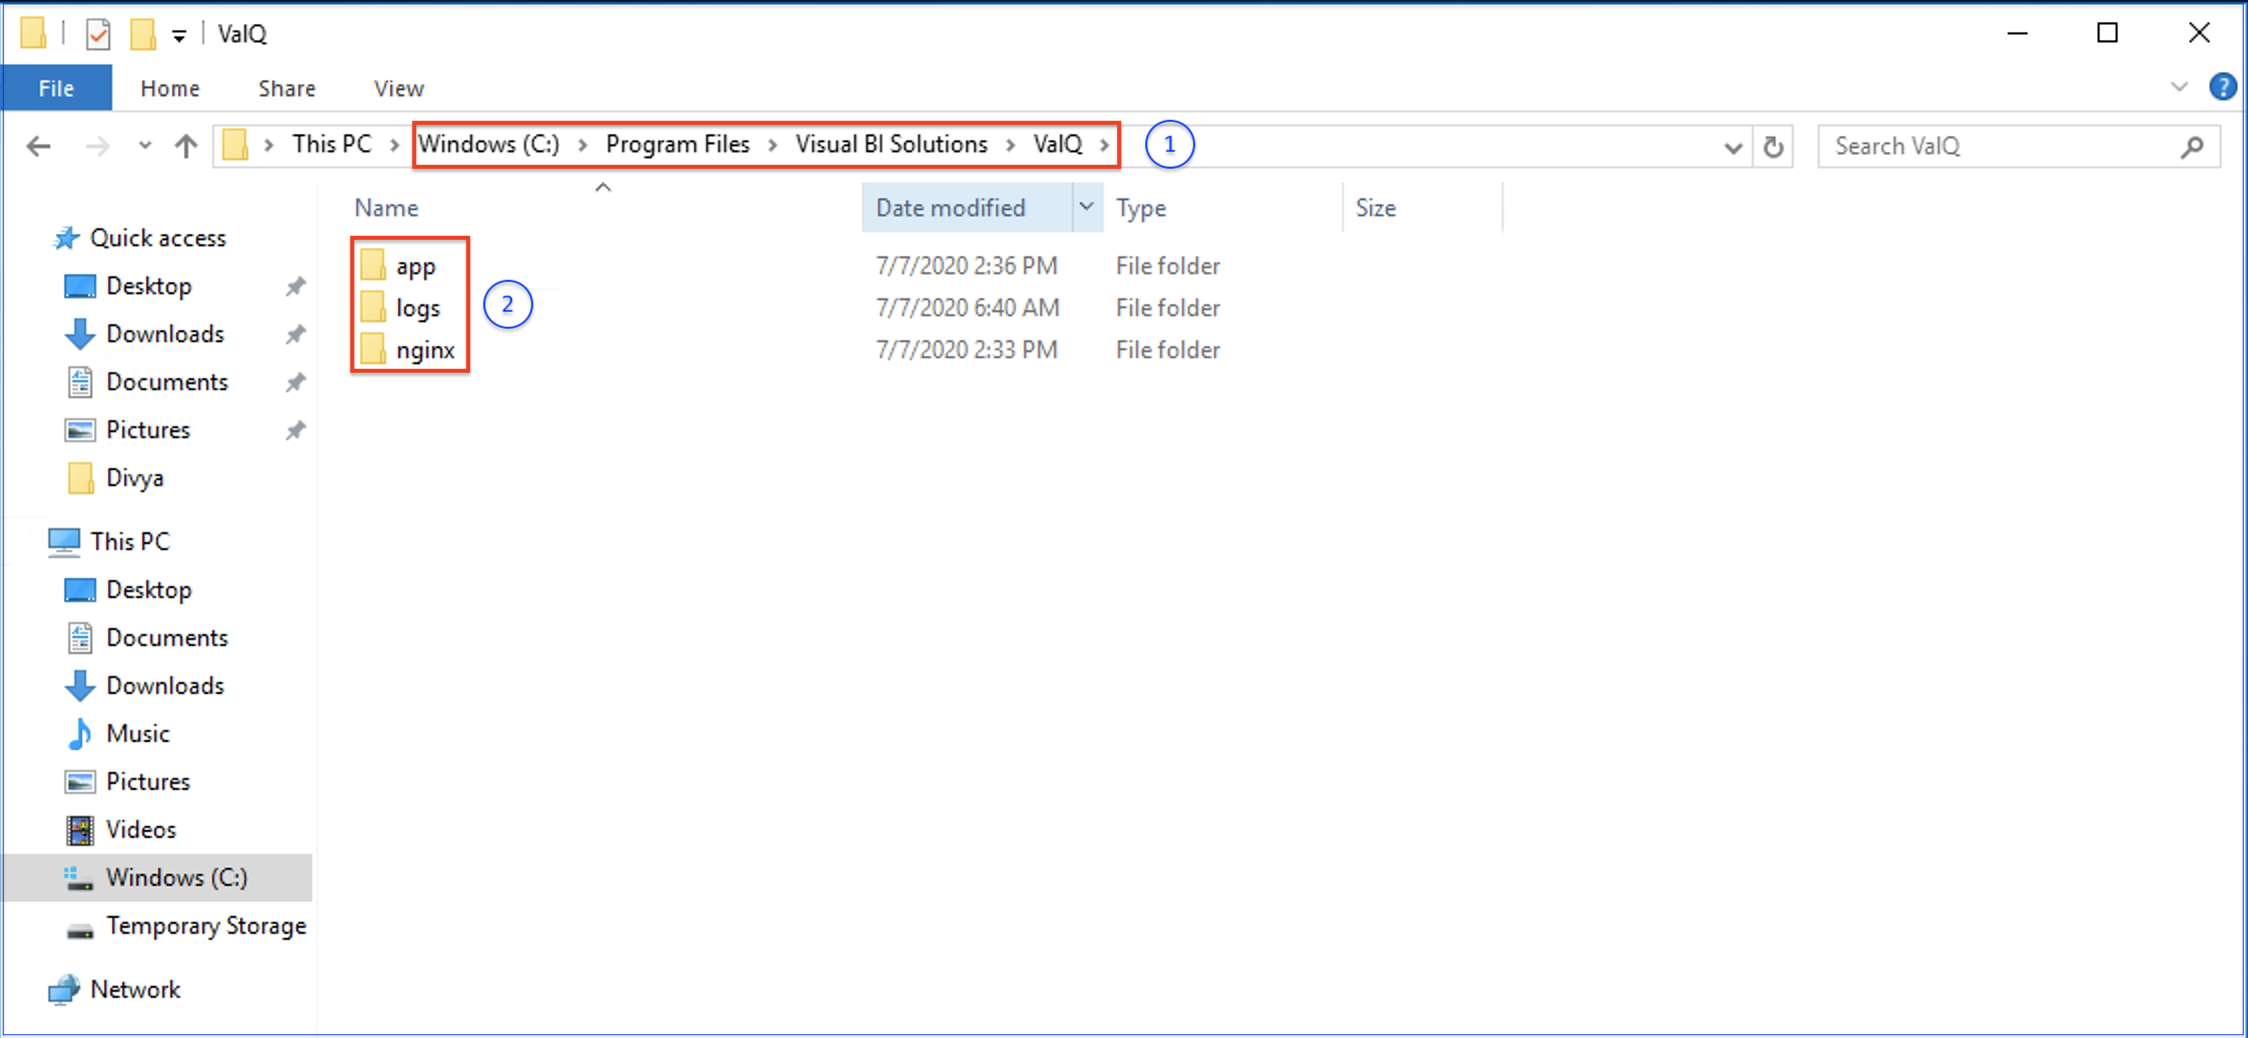 ValQ
File Home Share View ?
This PC Windows (C:) Program Files Visual BI Solutions ValQ 1 Search ValQ
Name Date modified Type Size
Quick access
Desktop
Downloads
Documents
Pictures
Divya
This PC
Desktop
Documents
Downloads
Music
Pictures
Videos
Windows (C:)
Temporary Storage
Network
app 7/7/2020 2:36 PM File folder
logs 7/7/2020 6:40 AM File folder
nginx 7/7/2020 2:33 PM File folder
2